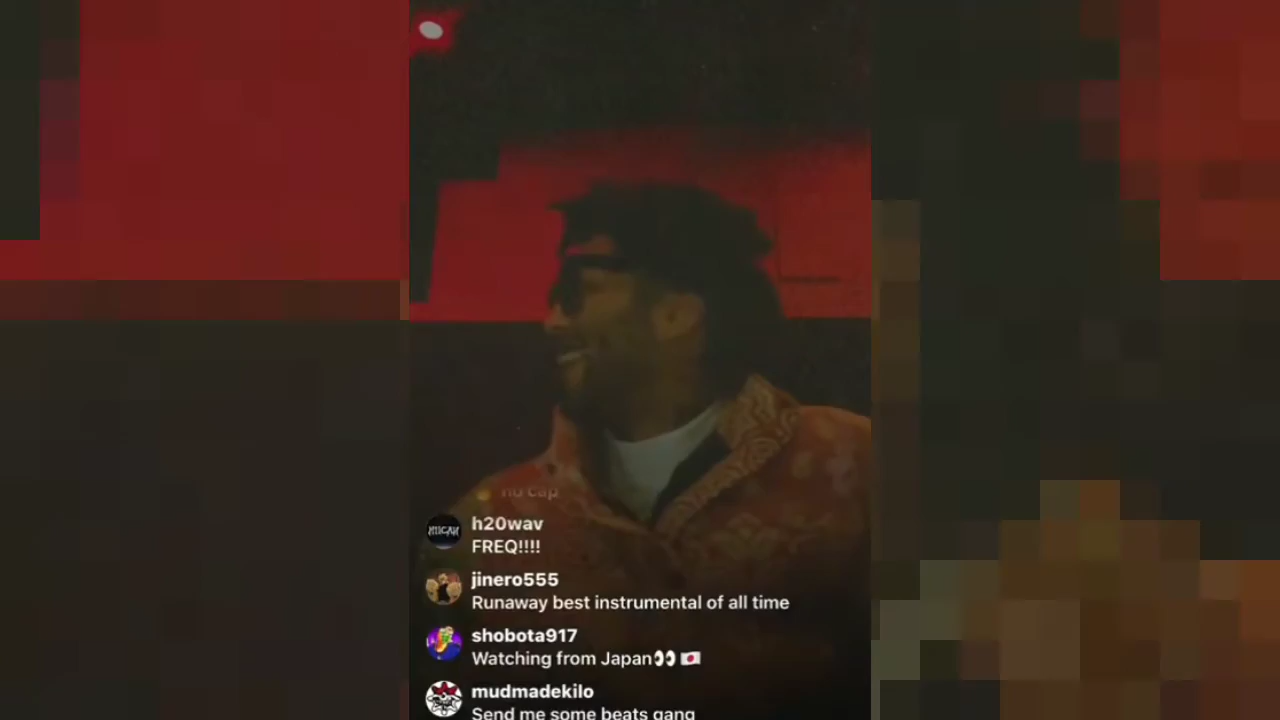 no cap
h20wav
FREQ!!!!
jinero555
Runaway best instrumental of all time
shobota917
Watching from Japan👀 🇯🇵
mudmadekilo
Send me some beats gang